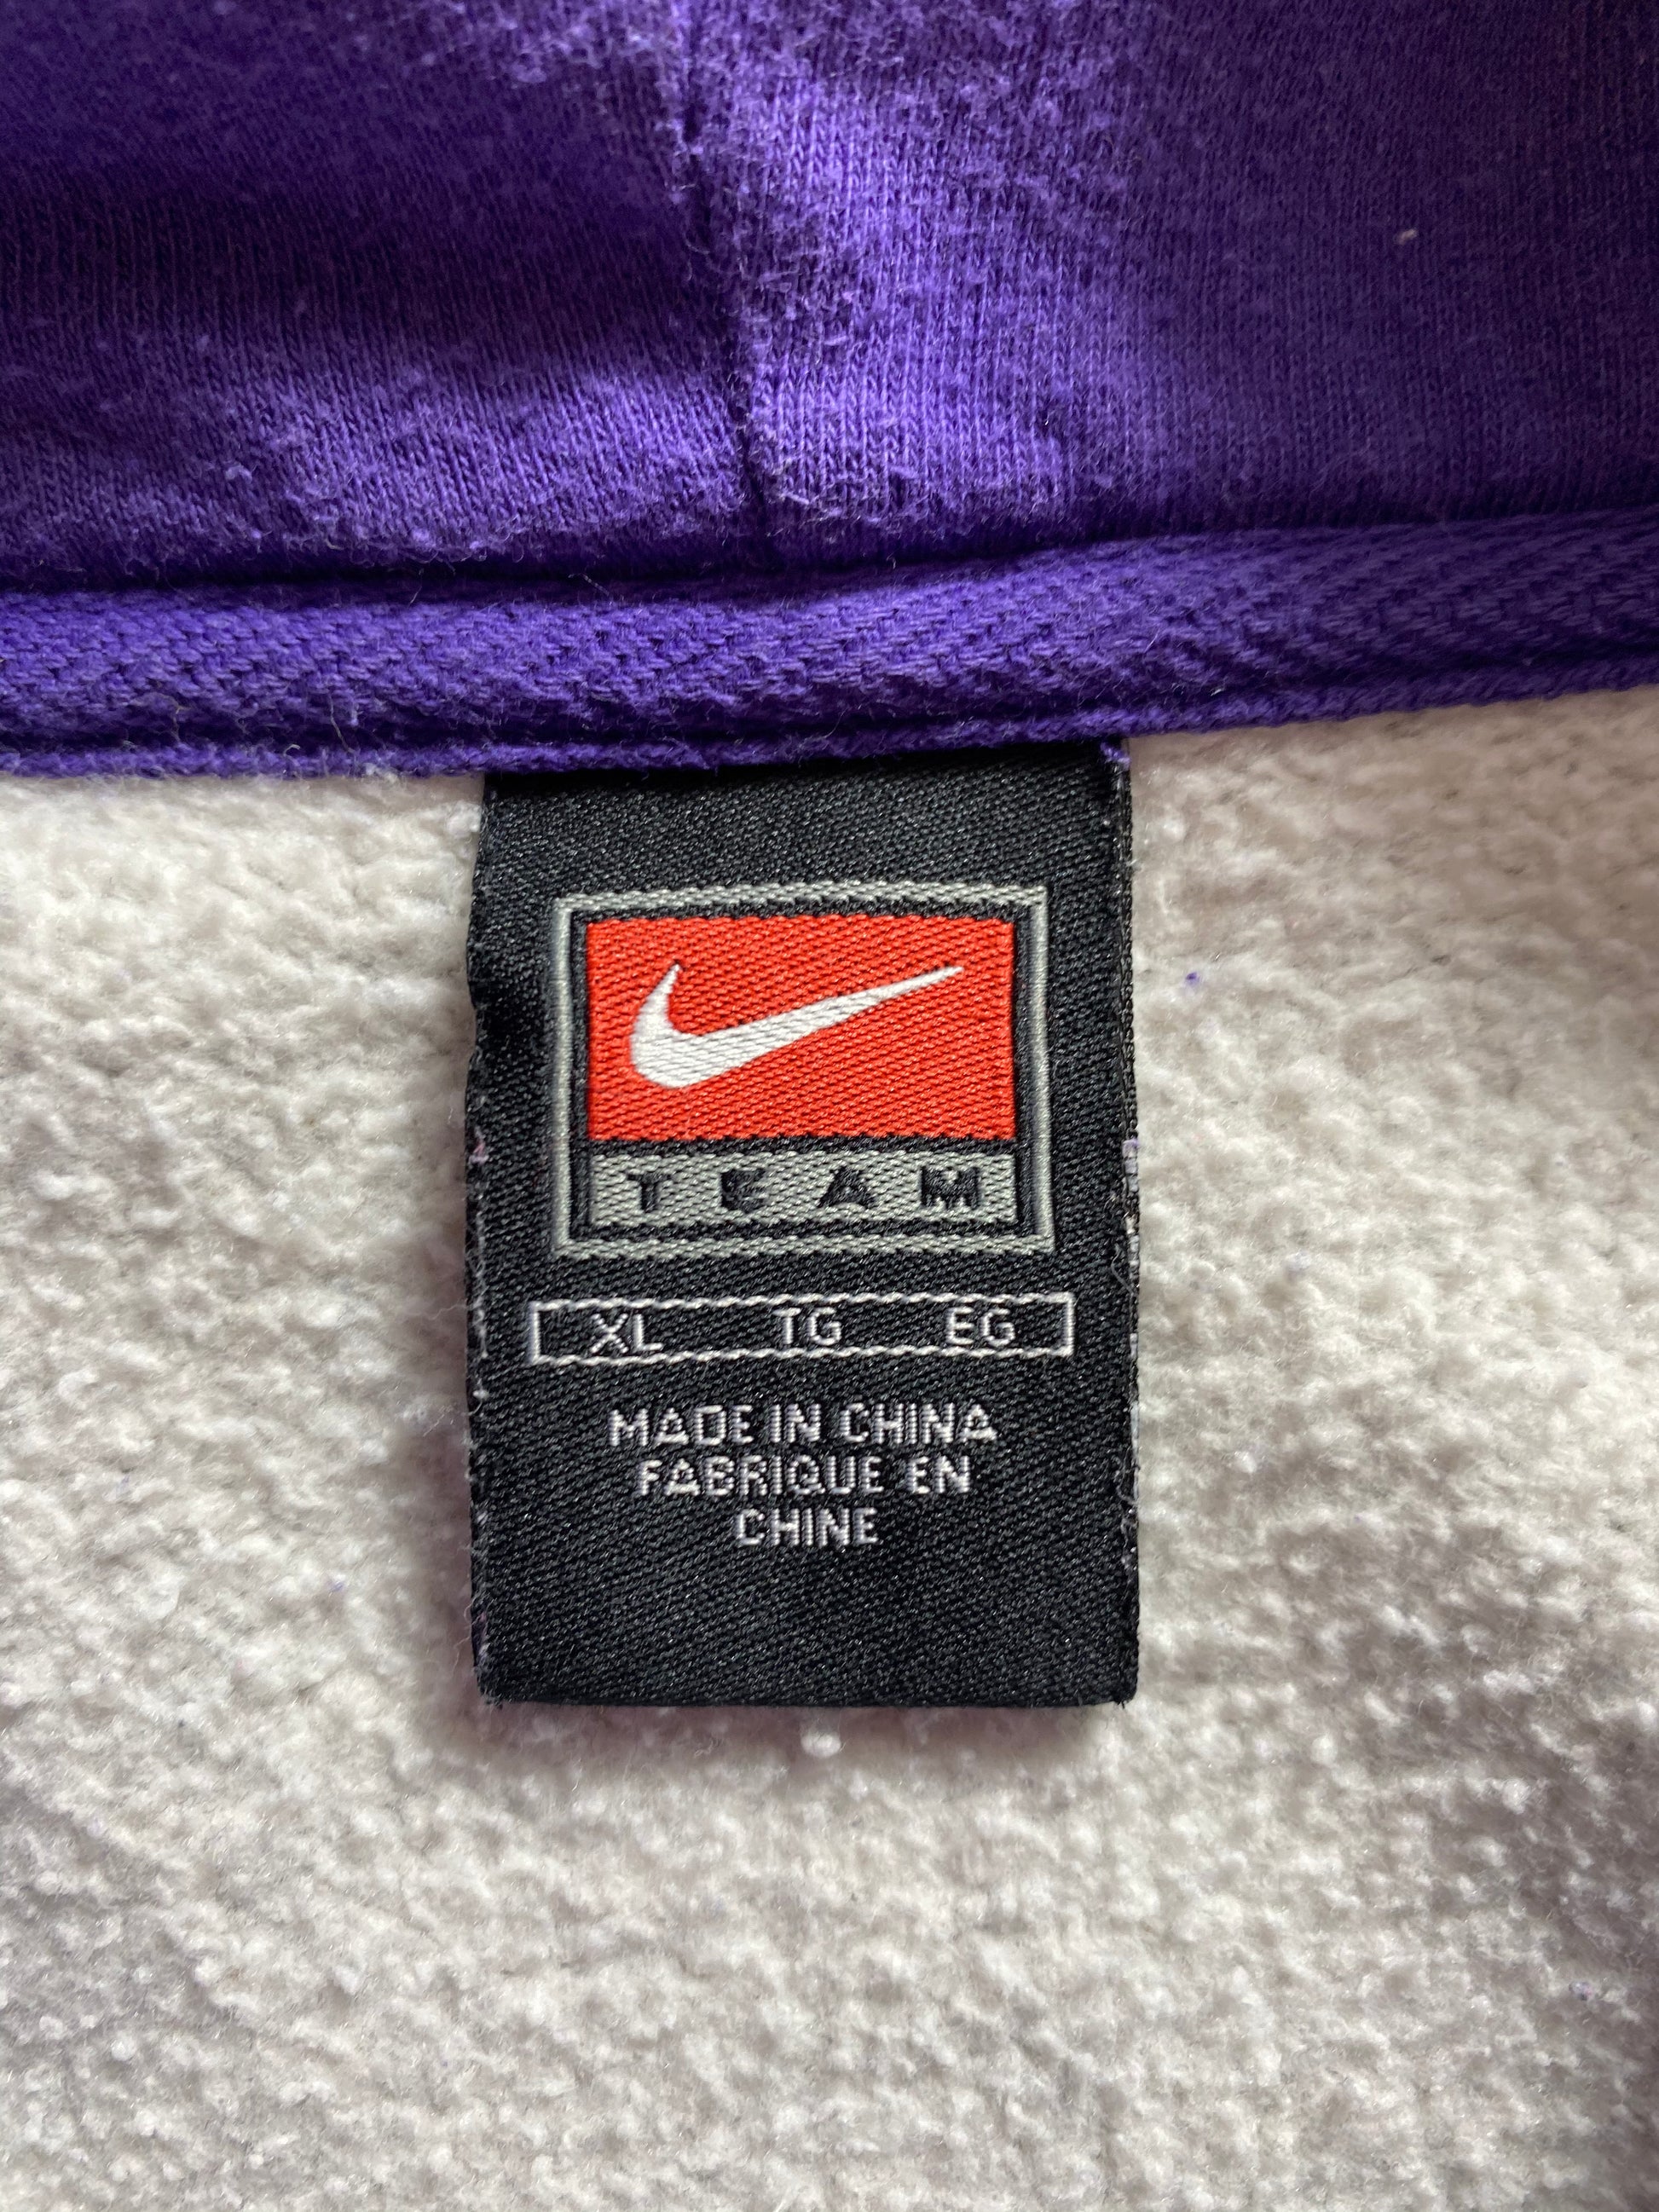 TEAM
XL TG EG
MADE IN CHINA
FABRIQUE EN
CHINE